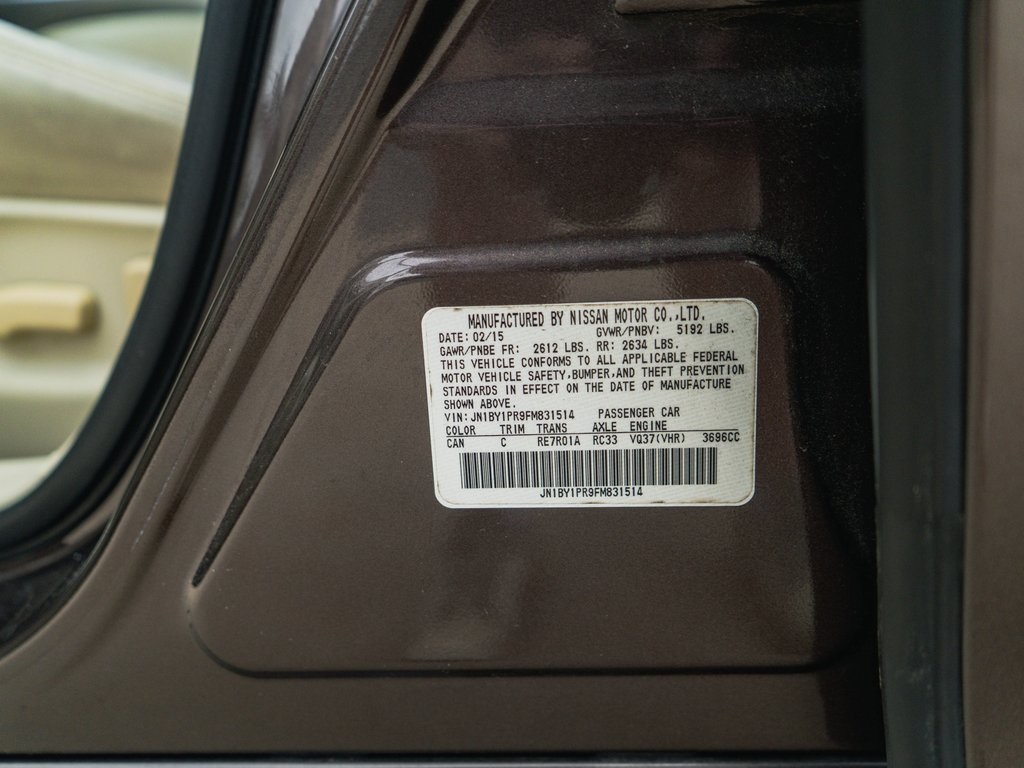 MANUFACTURED BY NISSAN MOTOR CO.,LTD.
DATE: 02/15 GVWR/PNBV: 5192 LBS.
GAWR/PNBE FR: 2612 LBS. RR: 2634 LBS.
THIS VEHICLE CONFORMS TO ALL APPLICABLE FEDERAL
MOTOR VEHICLE SAFETY,BUMPER,AND THEFT PREVENTION
STANDARDS IN EFFECT ON THE DATE OF MANUFACTURE
SHOWN ABOVE.
VIN: JN1BY1PR9FM831514 PASSENGER CAR
COLOR TRIM TRANS AXLE ENGINE
CAN C RE7R01A RC33 VQ37(VHR) 3696CC
JN1BY1PR9FM831514